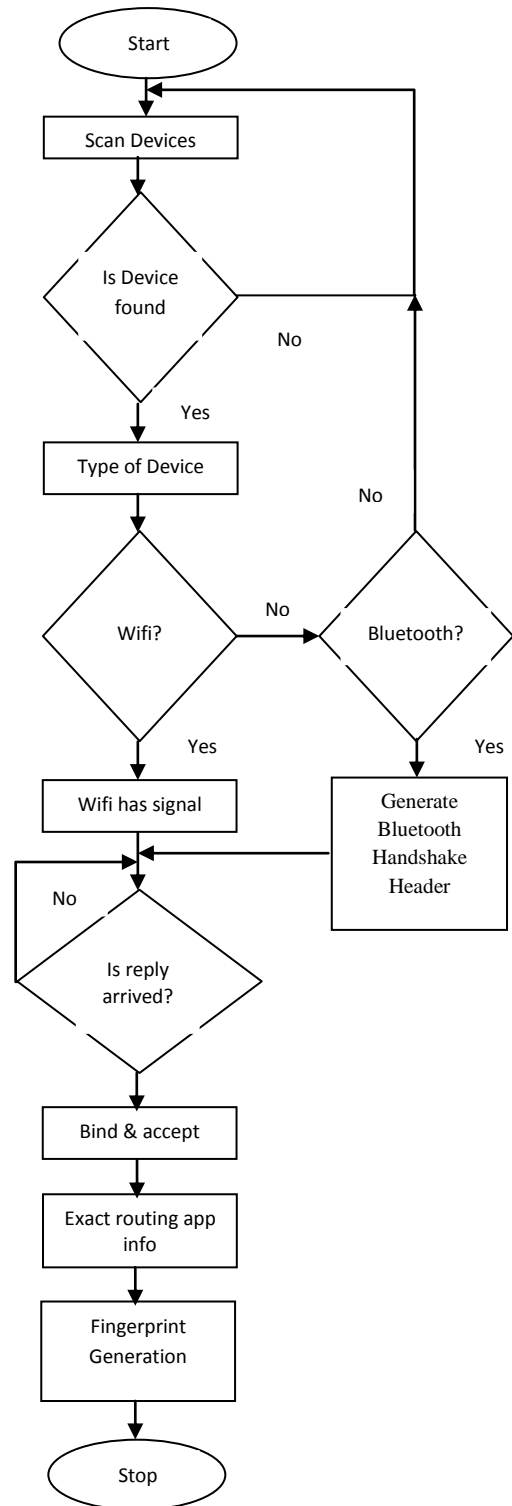 Start
Scan Devices
Is Device
found
No
Yes
Type of Device
No
Wifi?
No
Bluetooth?
Yes
Yes
Wifi has signal
Generate
Bluetooth
Handshake
Header
No
Is reply
arrived?
Bind & accept
Exact routing app
info
Fingerprint
Generation
Stop